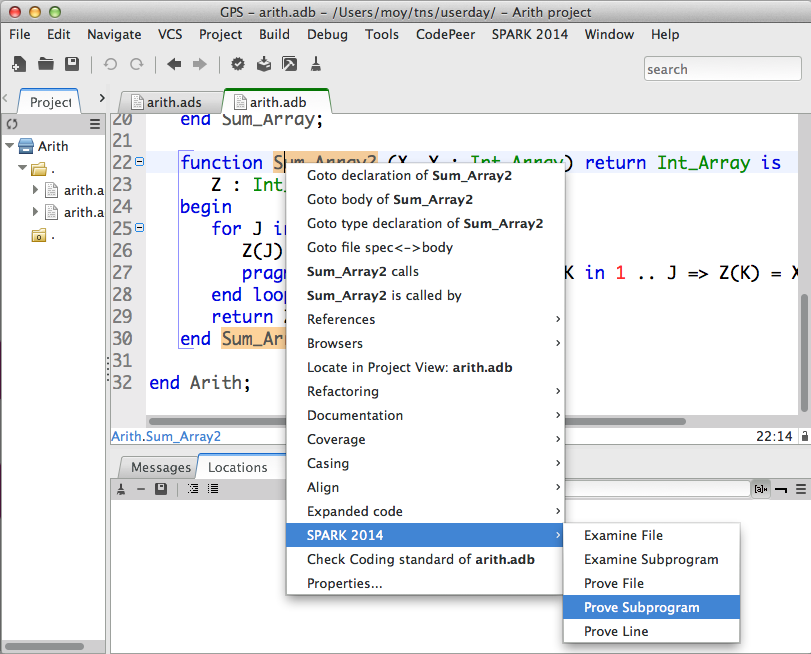 GPS - arith.adb - /Users/moy/tns/userday/ - Arith project
File Edit Navigate VCS Project Build Debug Tools CodePeer SPARK 2014 Window Help
search
Project
arith.ads
arith.adb
Arith
.
arith.a
arith.a
.
20 end Sum_Array;
21
22 function Sum_Array2 (X, Y : Int_Array) return Int_Array is
23 Z : Int
24 begin
25 for J in
26 Z(J)
27 pragm K in 1 .. J => Z(K) = X
28 end loop
29 return Z
30 end Sum_Arr
31
32 end Arith;
Arith.Sum_Array2
22:14
Goto declaration of Sum_Array2
Goto body of Sum_Array2
Goto type declaration of Sum_Array2
Goto file spec<->body
Sum_Array2 calls
Sum_Array2 is called by
References
Browsers
Locate in Project View: arith.adb
Refactoring
Documentation
Coverage
Casing
Align
Expanded code
SPARK 2014
Check Coding standard of arith.adb
Properties...
Examine File
Examine Subprogram
Prove File
Prove Subprogram
Prove Line
Messages
Locations